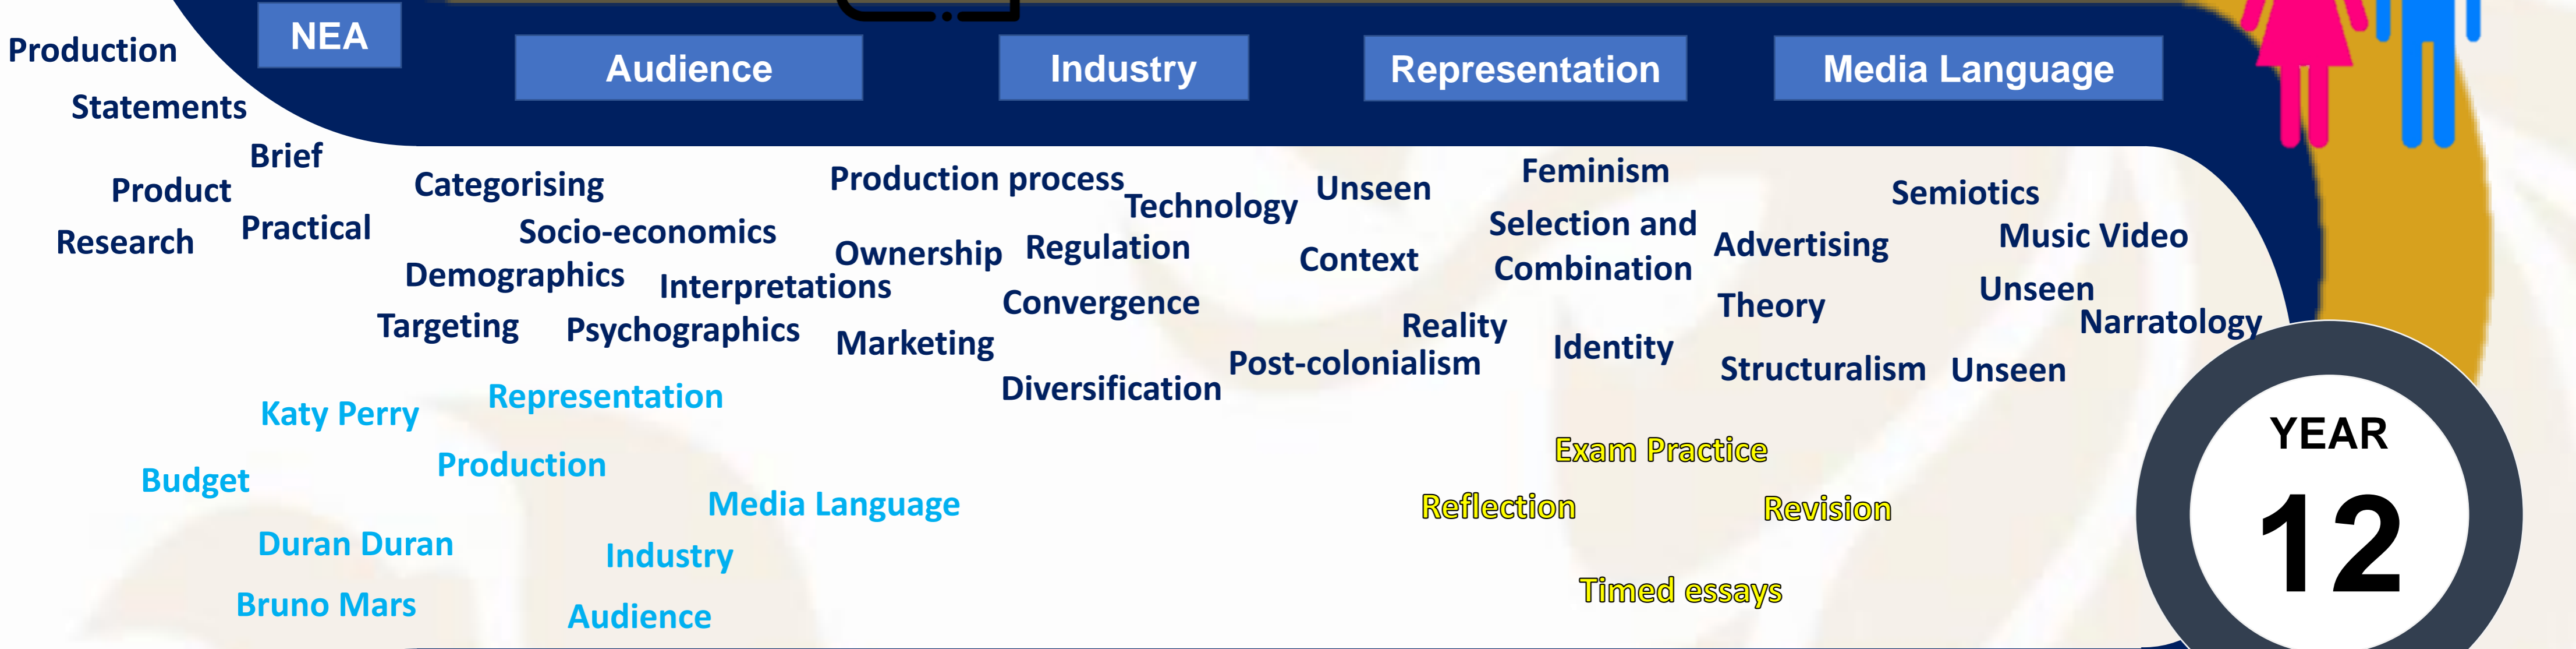 NEA
Audience
Industry
Representation
Media Language
Production
Statements
Brief
Product
Practical
Research
Categorising
Socio-economics
Demographics
Interpretations
Targeting
Psychographics
Production process
Technology
Ownership
Regulation
Convergence
Marketing
Diversification
Unseen
Feminism
Selection and
Combination
Context
Reality
Identity
Post-colonialism
Semiotics
Advertising
Music Video
Unseen
Theory
Narratology
Structuralism
Unseen
Representation
Katy Perry
Production
Budget
Media Language
Duran Duran
Industry
Bruno Mars
Audience
Exam Practice
Reflection
Revision
Timed essays
YEAR
12